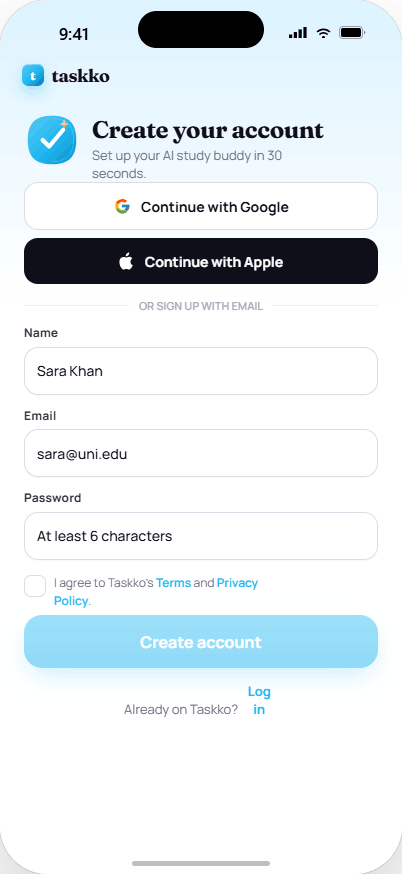 9:41
t taskko
Create your account
Set up your AI study buddy in 30
seconds.
Continue with Google
Continue with Apple
OR SIGN UP WITH EMAIL
Name
Sara Khan
Email
sara@uni.edu
Password
At least 6 characters
I agree to Taskko's Terms and Privacy
Policy.
Create account
Already on Taskko? Log
in